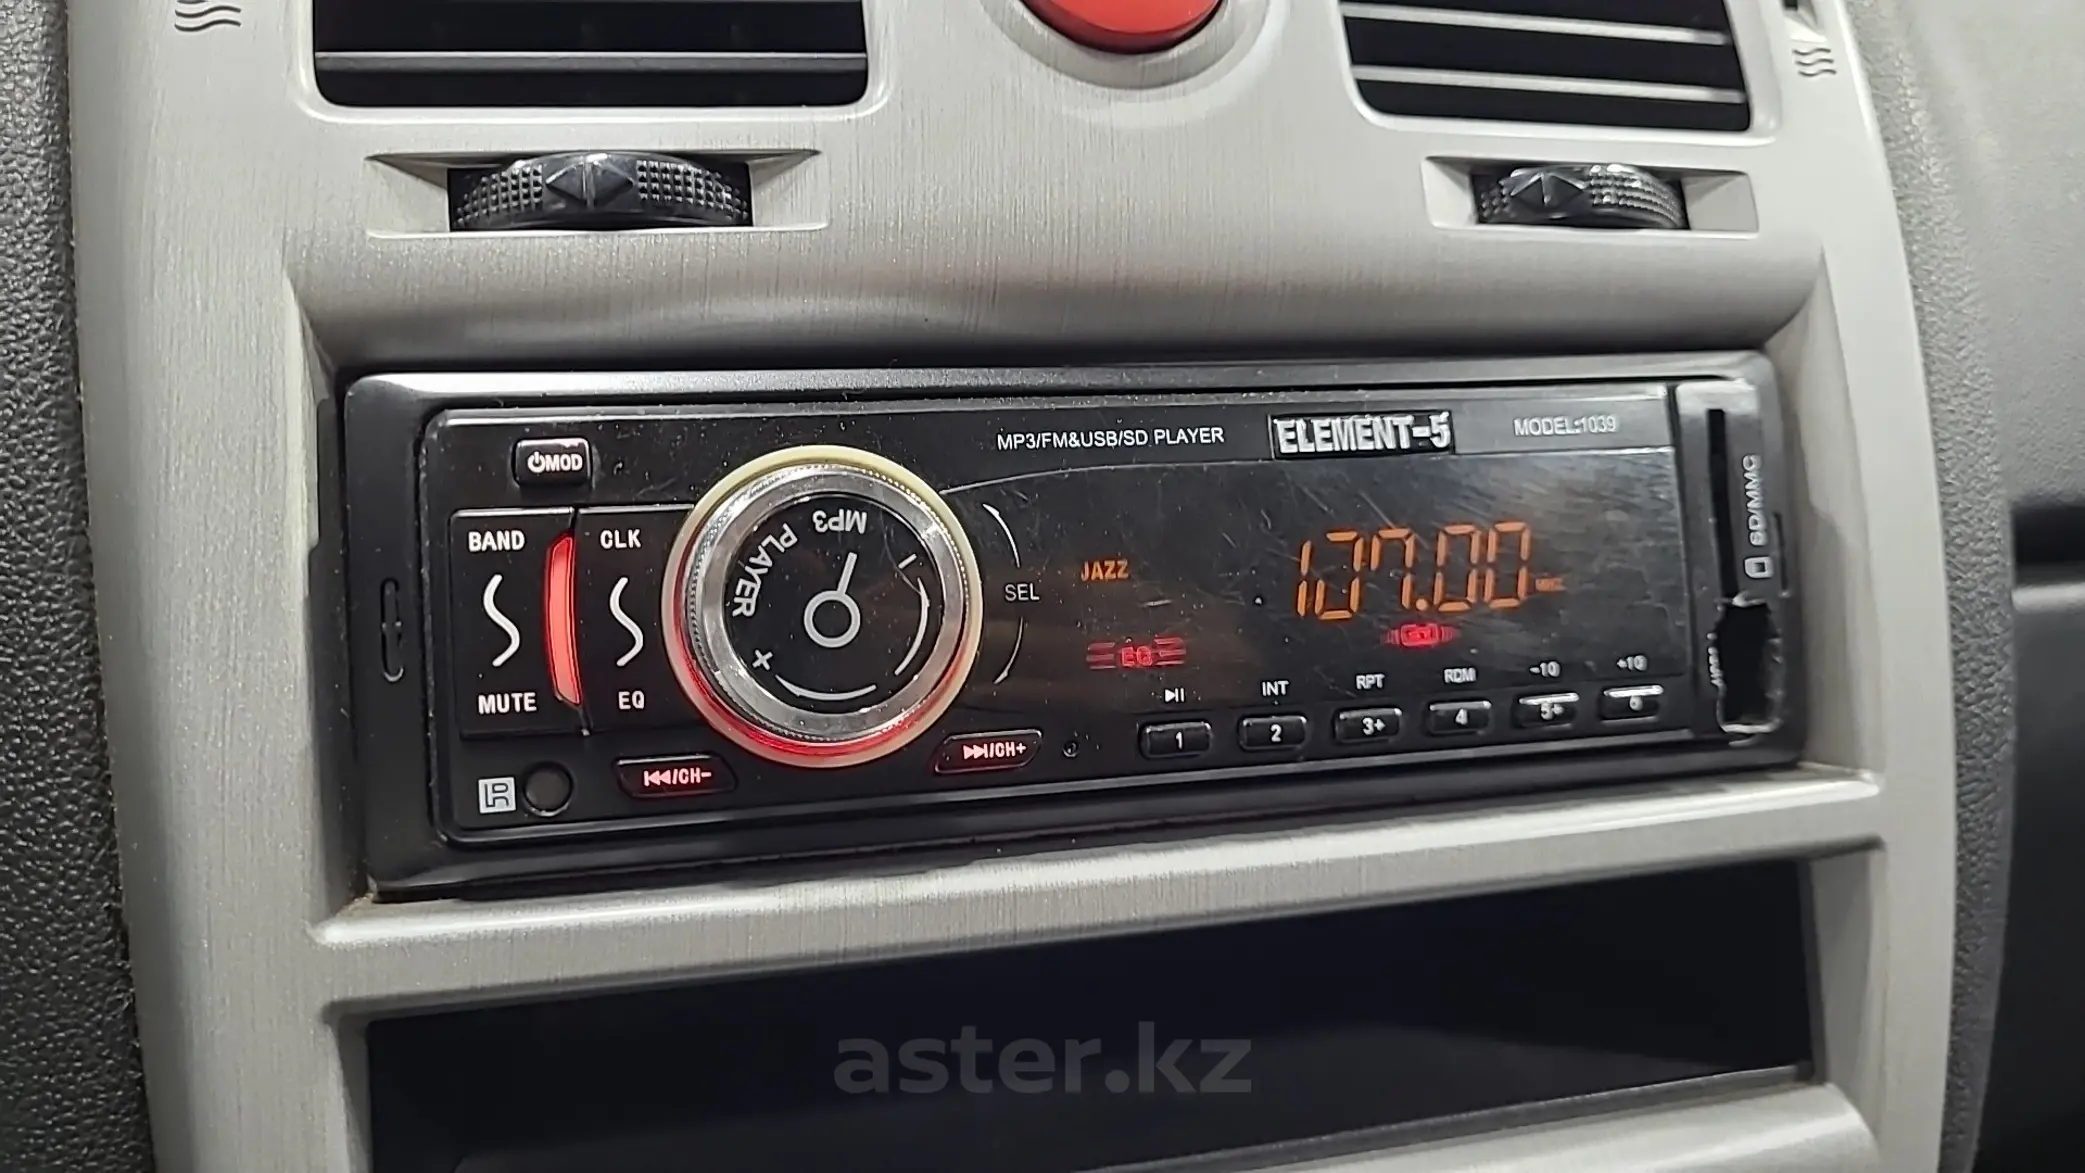 MP3/FM&USB/SD PLAYER
ELEMENT-5
MODEL:1039
⏻MOD
BAND
CLK
MP3 PLAYER
SEL
JAZZ
107.00
MHZ
SD/MMC
EQ
MUTE
EQ
INT
RPT
RDM
-10
+10
1
2
3+
4
5+
6
⏮/CH-
⏭/CH+
aster.kz